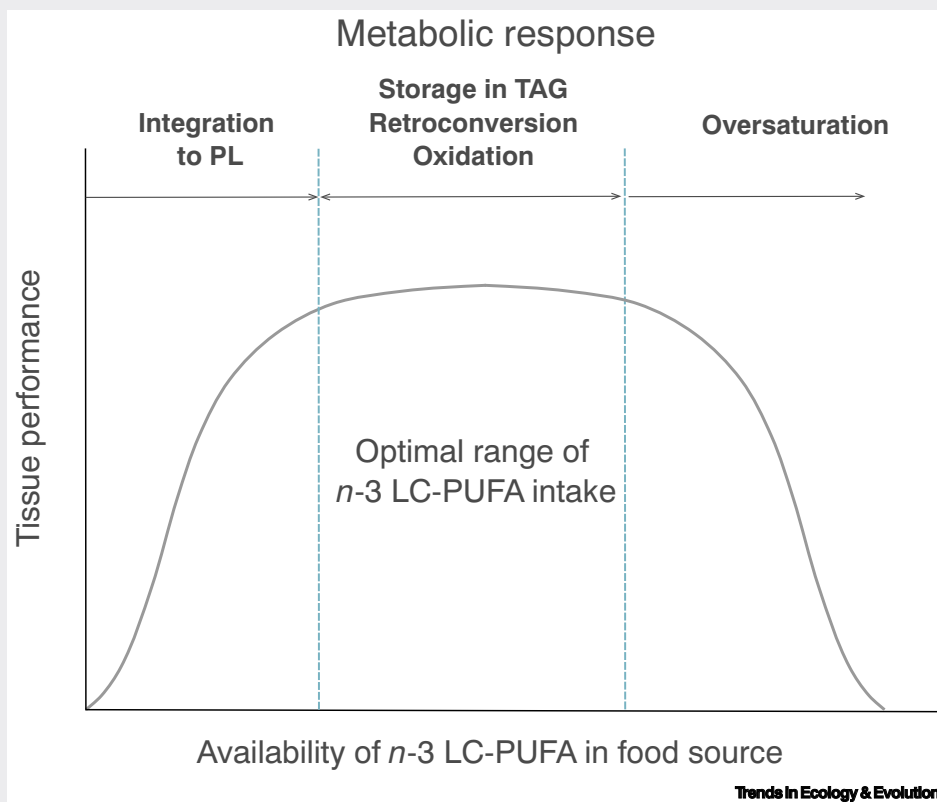 Metabolic response
Integration
to PL
Storage in TAG
Retroconversion
Oxidation
Oversaturation
Tissue performance
Optimal range of
n-3 LC-PUFA intake
Availability of n-3 LC-PUFA in food source
Trends in Ecology & Evolution